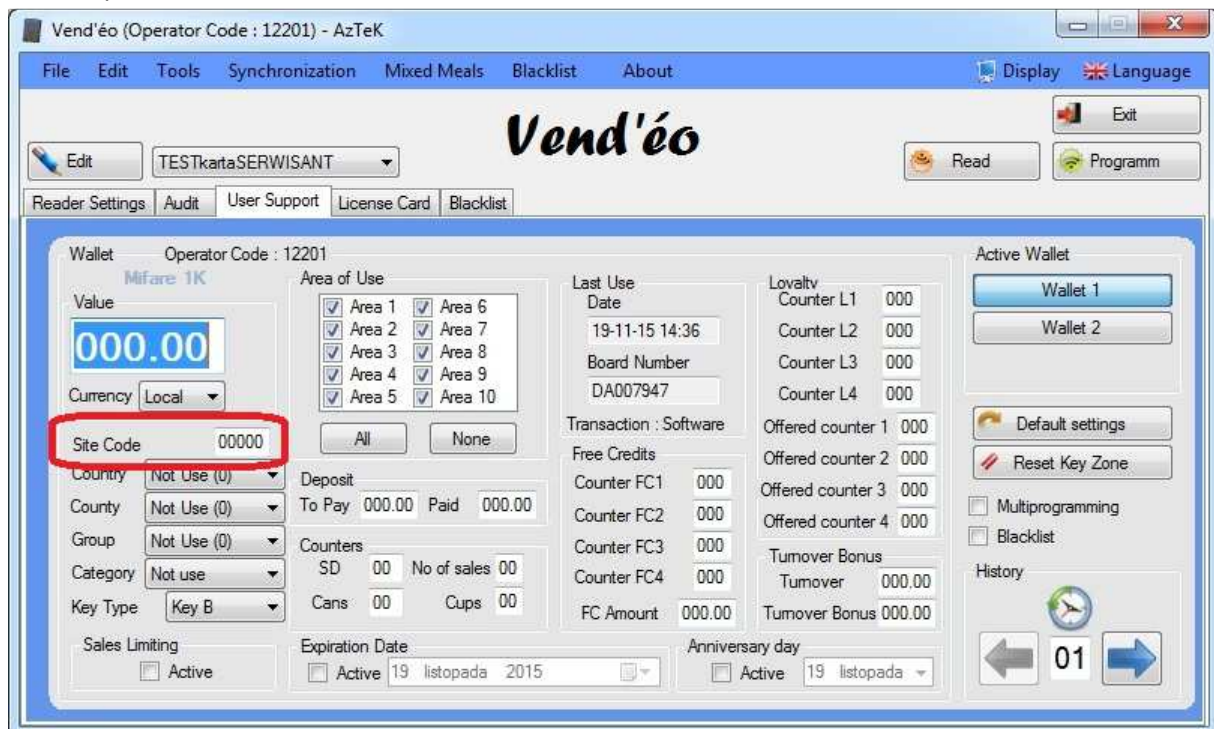 Vend'éo (Operator Code : 12201) - AzTeK
File Edit Tools Synchronization Mixed Meals Blacklist About Display Language
Vend'éo
Exit
Edit TESTkartaSERWISANT Read Programm
Reader Settings Audit User Support License Card Blacklist
Wallet Operator Code : 12201
Mifare 1K
Value
000.00
Currency Local
Site Code 00000
Country Not Use (0)
County Not Use (0)
Group Not Use (0)
Category Not use
Key Type Key B
Sales Limiting
Active
Area of Use
Area 1 Area 6
Area 2 Area 7
Area 3 Area 8
Area 4 Area 9
Area 5 Area 10
All None
Deposit
To Pay 000.00 Paid 000.00
Counters
SD 00 No of sales 00
Cans 00 Cups 00
Expiration Date
Active 19 listopada 2015
Last Use
Date
19-11-15 14:36
Board Number
DA007947
Transaction : Software
Free Credits
Counter FC1 000
Counter FC2 000
Counter FC3 000
Counter FC4 000
FC Amount 000.00
Loyalty
Counter L1 000
Counter L2 000
Counter L3 000
Counter L4 000
Offered counter 1 000
Offered counter 2 000
Offered counter 3 000
Offered counter 4 000
Turnover Bonus
Turnover 000.00
Turnover Bonus 000.00
Anniversary day
Active 19 listopada
Active Wallet
Wallet 1
Wallet 2
Default settings
Reset Key Zone
Multiprogramming
Blacklist
History
01